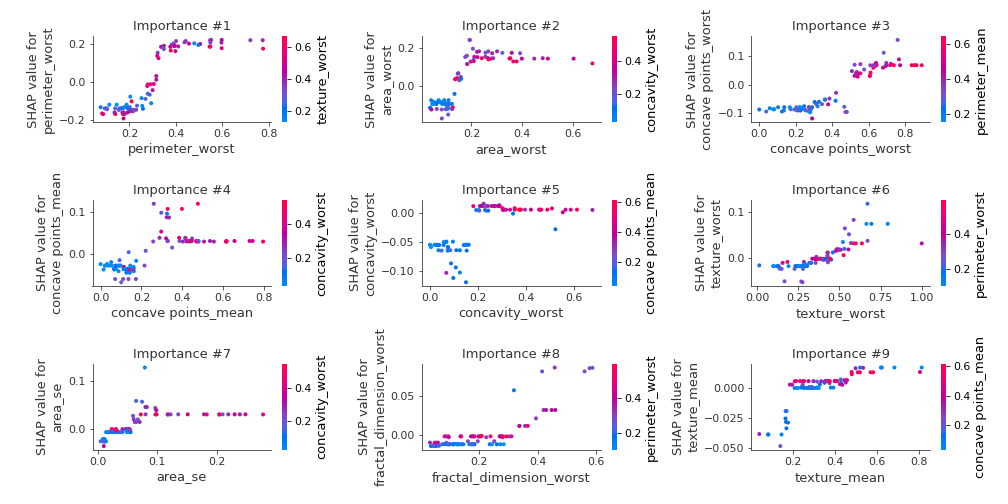 Importance #1
SHAP value for
perimeter_worst
0.2
0.0
−0.2
0.2
0.4
0.6
0.8
perimeter_worst
0.6
0.4
0.2
texture_worst
Importance #2
SHAP value for
area_worst
0.2
0.0
0.0
0.2
0.4
0.6
area_worst
0.4
0.2
concavity_worst
Importance #3
SHAP value for
concave points_worst
0.1
0.0
−0.1
0.0
0.2
0.4
0.6
0.8
concave points_worst
0.6
0.4
0.2
perimeter_mean
Importance #4
SHAP value for
concave points_mean
0.1
0.0
0.0
0.2
0.4
0.6
0.8
concave points_mean
0.4
0.2
concavity_worst
Importance #5
SHAP value for
concavity_worst
0.00
−0.05
−0.10
0.0
0.2
0.4
0.6
concavity_worst
0.6
0.4
0.2
concave points_mean
Importance #6
SHAP value for
texture_worst
0.1
0.0
0.00
0.25
0.50
0.75
1.00
texture_worst
0.4
0.2
perimeter_worst
Importance #7
SHAP value for
area_se
0.1
0.0
0.0
0.1
0.2
area_se
0.4
0.2
concavity_worst
Importance #8
SHAP value for
fractal_dimension_worst
0.05
0.00
0.2
0.4
0.6
fractal_dimension_worst
0.4
0.2
perimeter_worst
Importance #9
SHAP value for
texture_mean
0.000
−0.025
−0.050
0.2
0.4
0.6
0.8
texture_mean
0.6
0.4
0.2
concave points_mean